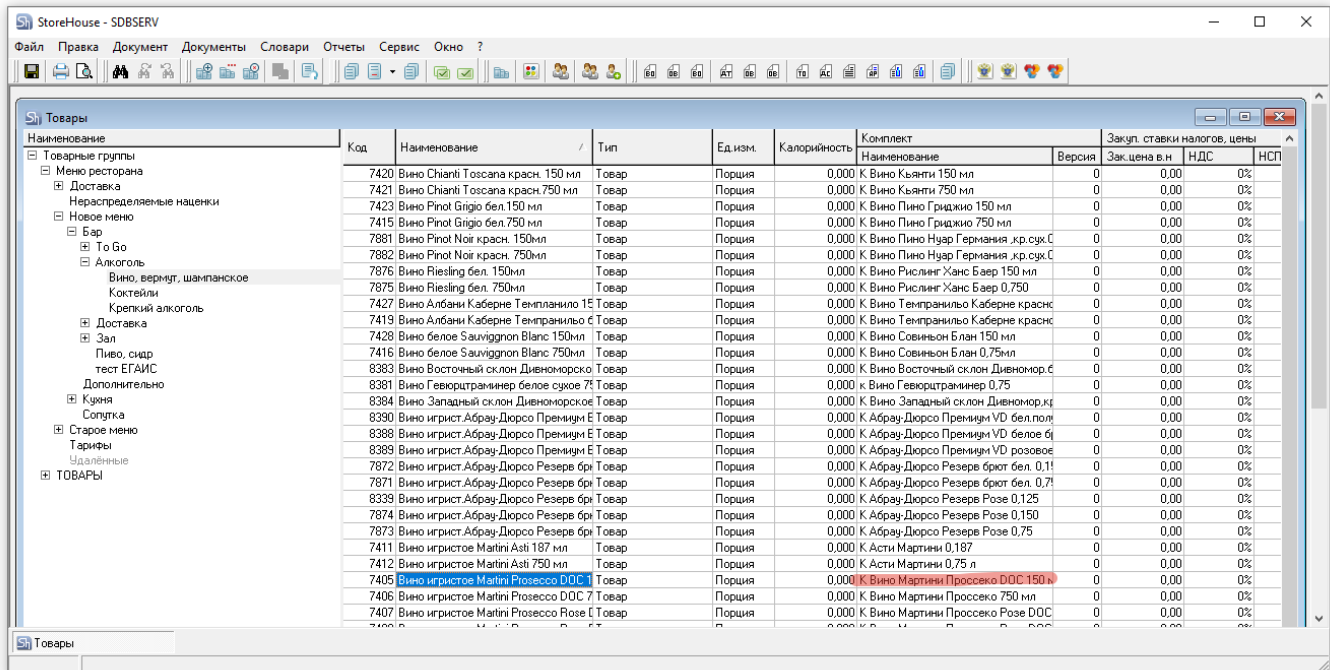 StoreHouse - SDBSERV
Файл Правка Документ Документы Словари Отчеты Сервис Окно ?
Товары
Наименование
Товарные группы
Меню ресторана
Доставка
Нераспределяемые наценки
Новое меню
Бар
To Go
Алкоголь
Вино, вермут, шампанское
Коктейли
Крепкий алкоголь
Доставка
Зал
Пиво, сидр
тест ЕГАИС
Дополнительно
Кухня
Сопутка
Старое меню
Тарифы
Удалённые
ТОВАРЫ
Код Наименование / Тип Ед.изм. Калорийность Комплект Закуп. ставки налогов, цены
Наименование Версия Зак.цена в.н НДС НСП
7420 Вино Chianti Toscana красн. 150 мл Товар Порция 0,000 К Вино Кьянти 150 мл 0 0,00 0%
7421 Вино Chianti Toscana красн.750 мл Товар Порция 0,000 К Вино Кьянти 750 мл 0 0,00 0%
7423 Вино Pinot Grigio бел.150 мл Товар Порция 0,000 К Вино Пино Гриджио 150 мл 0 0,00 0%
7415 Вино Pinot Grigio бел.750 мл Товар Порция 0,000 К Вино Пино Гриджио 750 мл 0 0,00 0%
7881 Вино Pinot Noir красн. 150мл Товар Порция 0,000 К Вино Пино Нуар Германия ,кр.сух. 0 0,00 0%
7882 Вино Pinot Noir красн. 750мл Товар Порция 0,000 К Вино Пино Нуар Германия ,кр.сух. 0 0,00 0%
7876 Вино Riesling бел. 150мл Товар Порция 0,000 К Вино Рислинг Ханс Баер 150 мл 0 0,00 0%
7875 Вино Riesling бел. 750мл Товар Порция 0,000 К Вино Рислинг Ханс Баер 0,750 0 0,00 0%
7427 Вино Албани Каберне Темпланило 15 Товар Порция 0,000 К Вино Темпранильо Каберне красно 0 0,00 0%
7419 Вино Албани Каберне Темпранильо Товар Порция 0,000 К Вино Темпранильо Каберне красно 0 0,00 0%
7428 Вино белое Sauviggnon Blanc 150мл Товар Порция 0,000 К Вино Совиньон Блан 150 мл 0 0,00 0%
7416 Вино белое Sauviggnon Blanc 750мл Товар Порция 0,000 К Вино Совиньон Блан 0,75мл 0 0,00 0%
8383 Вино Восточный склон Дивноморско Товар Порция 0,000 К Вино Восточный склон Дивномор. 0 0,00 0%
8381 Вино Гевюрцтраминер белое сухое 75 Товар Порция 0,000 к Вино Гевюрцтраминер 0,75 0 0,00 0%
8384 Вино Западный склон Дивноморское Товар Порция 0,000 К Вино Западный склон Дивномор,кр 0 0,00 0%
8390 Вино игрист.Абрау-Дюрсо Премиум Товар Порция 0,000 К Абрау-Дюрсо Премиум VD бел.полу 0 0,00 0%
8388 Вино игрист.Абрау-Дюрсо Премиум Товар Порция 0,000 К Абрау-Дюрсо Премиум VD белое 0 0,00 0%
8389 Вино игрист.Абрау-Дюрсо Премиум Товар Порция 0,000 К Абрау-Дюрсо Премиум VD розовое 0 0,00 0%
7872 Вино игрист.Абрау-Дюрсо Резерв Товар Порция 0,000 К Абрау-Дюрсо Резерв брют бел. 0 0,00 0%
7871 Вино игрист.Абрау-Дюрсо Резерв Товар Порция 0,000 К Абрау-Дюрсо Резерв брют бел. 0 0,00 0%
8339 Вино игрист.Абрау-Дюрсо Резерв Товар Порция 0,000 К Абрау-Дюрсо Резерв Розе 0,125 0 0,00 0%
7874 Вино игрист.Абрау-Дюрсо Резерв Товар Порция 0,000 К Абрау-Дюрсо Резерв Розе 0,150 0 0,00 0%
7873 Вино игрист.Абрау-Дюрсо Резерв Товар Порция 0,000 К Абрау-Дюрсо Резерв Розе 0,75 0 0,00 0%
7411 Вино игристое Martini Asti 187 мл Товар Порция 0,000 К Асти Мартини 0,187 0 0,00 0%
7412 Вино игристое Martini Asti 750 мл Товар Порция 0,000 К Асти Мартини 0,75 л 0 0,00 0%
7405 Вино игристое Martini Prosecco DOC 1 Товар Порция 0,000 К Вино Мартини Проссеко DOC 150 м 0 0,00 0%
7406 Вино игристое Martini Prosecco DOC 7 Товар Порция 0,000 К Вино Мартини Проссеко 750 мл 0 0,00 0%
7407 Вино игристое Martini Prosecco Rose Товар Порция 0,000 К Вино Мартини Проссеко Розе DOC 0 0,00 0%
Товары